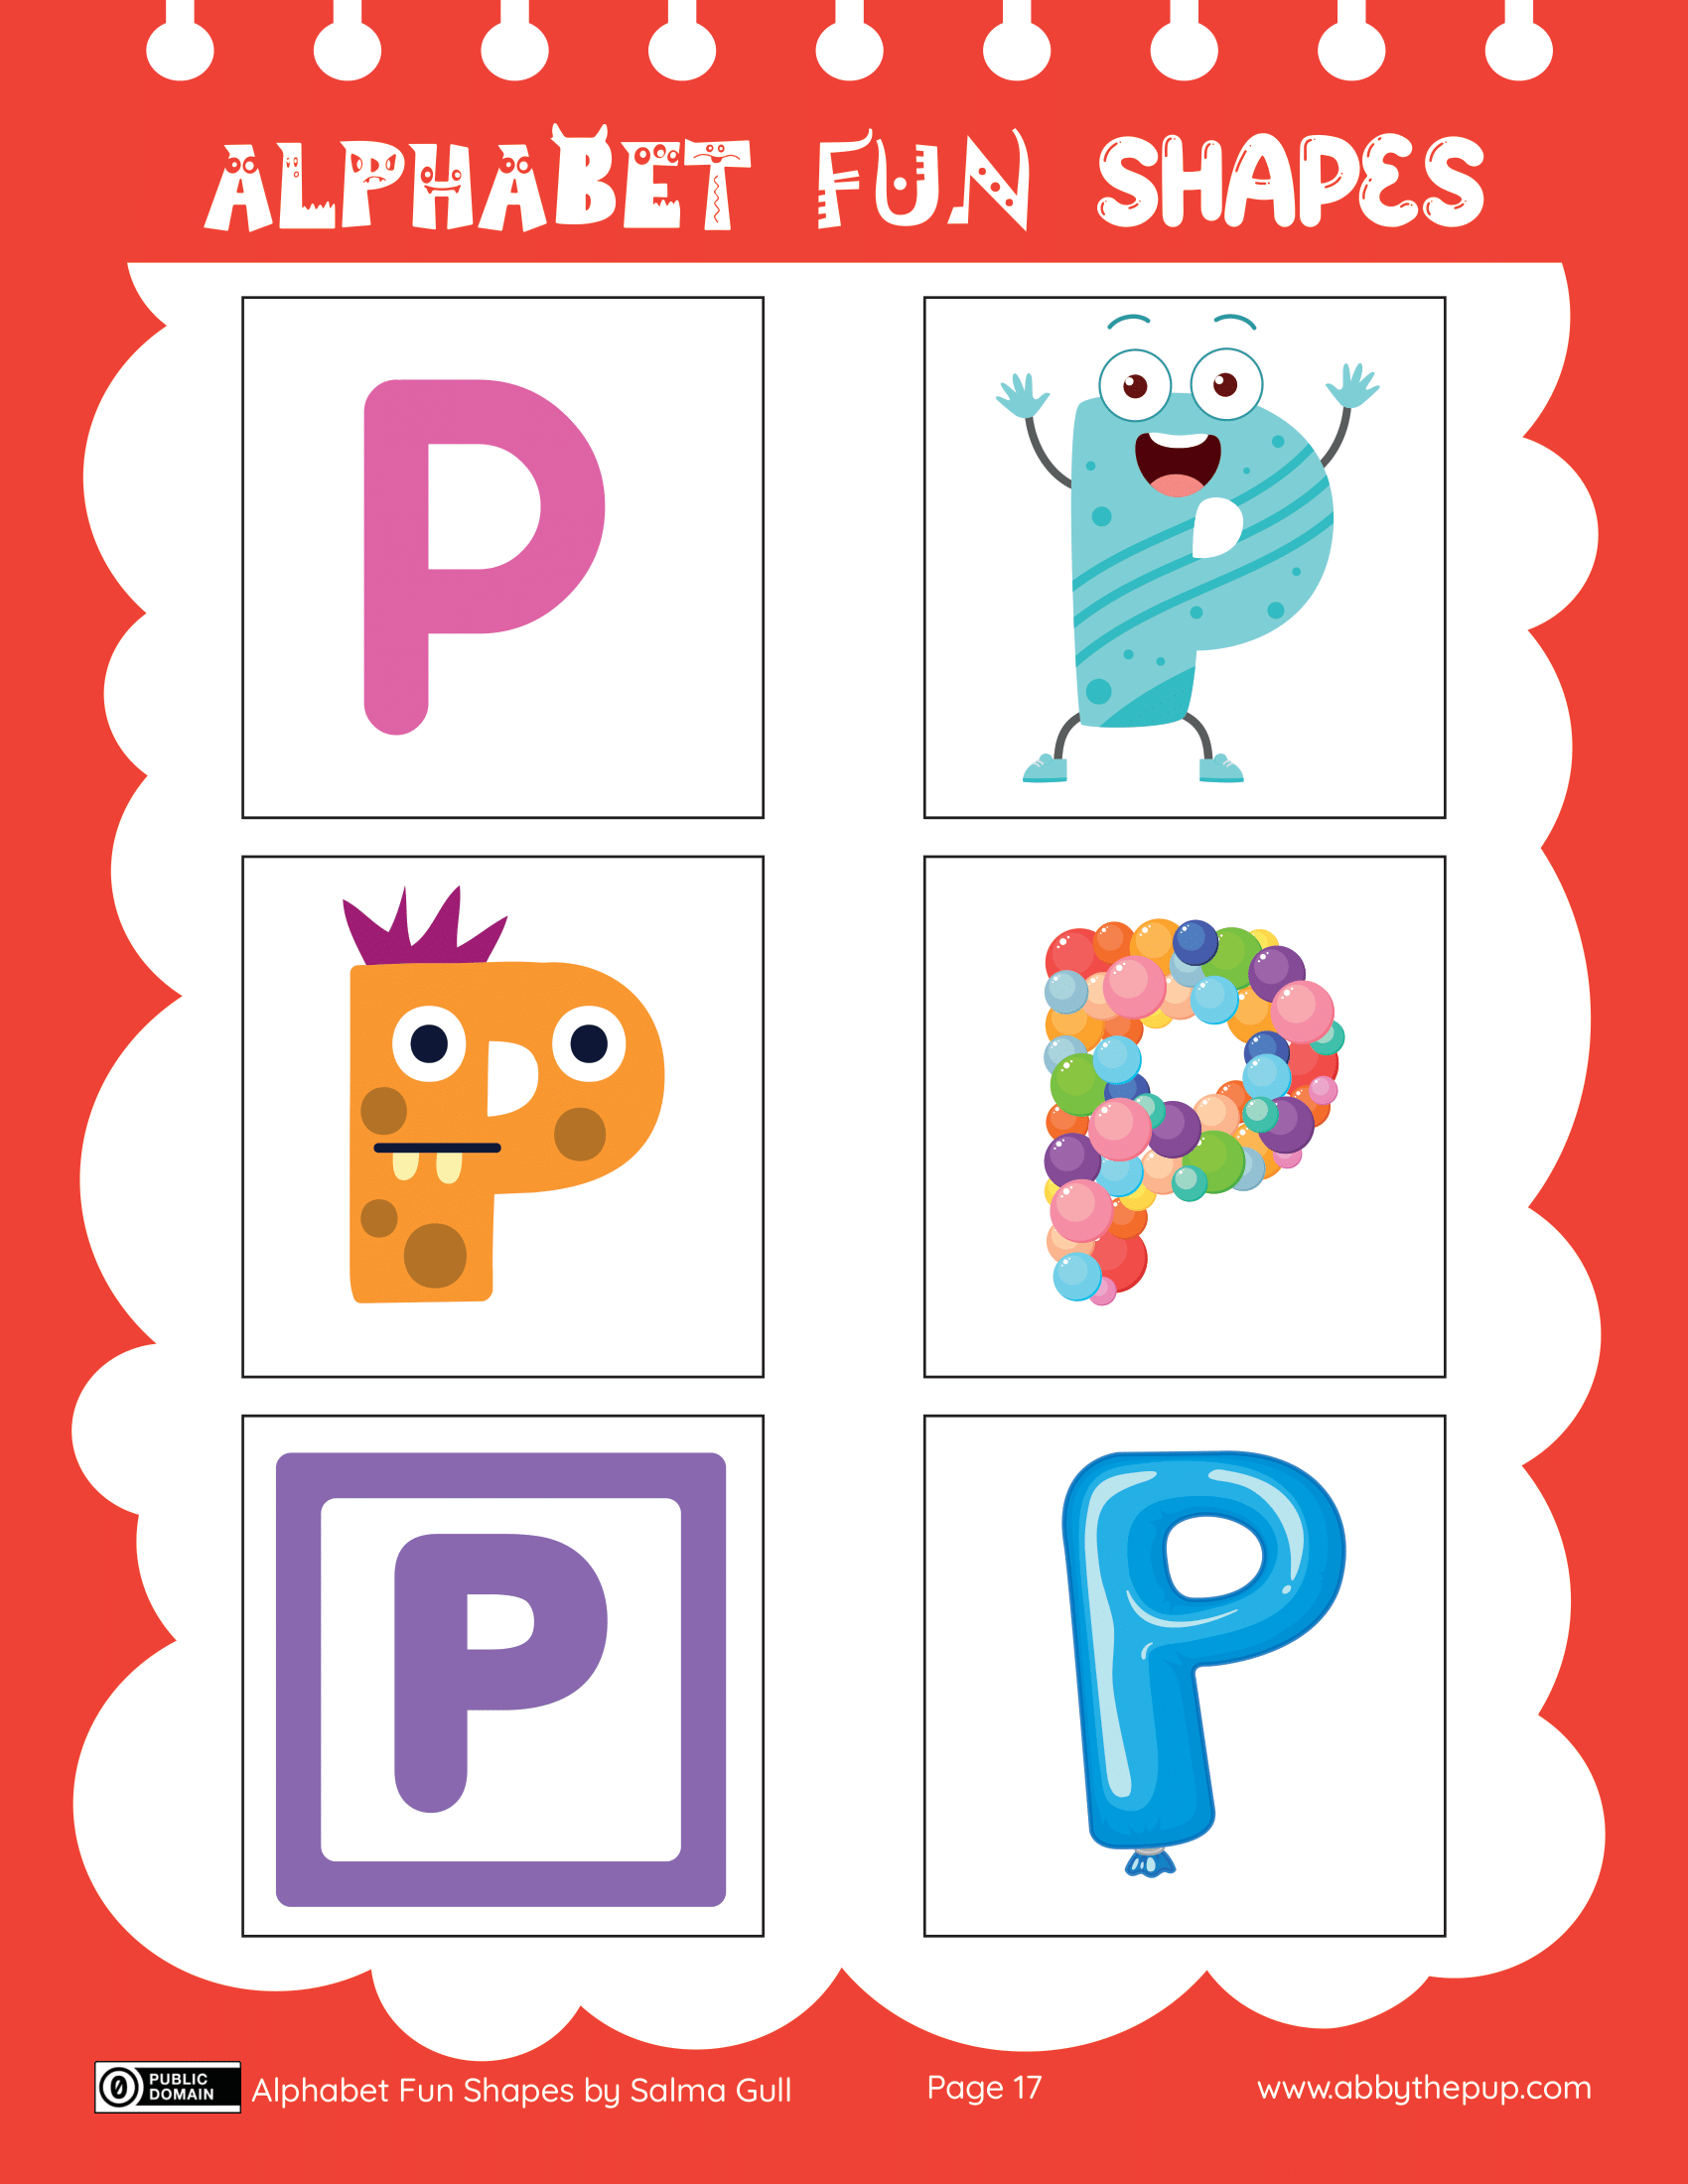 ALPHABET FUN SHAPES
P P
P P
P P
PUBLIC
DOMAIN
Alphabet Fun Shapes by Salma Gull
Page 17
www.abbythepup.com